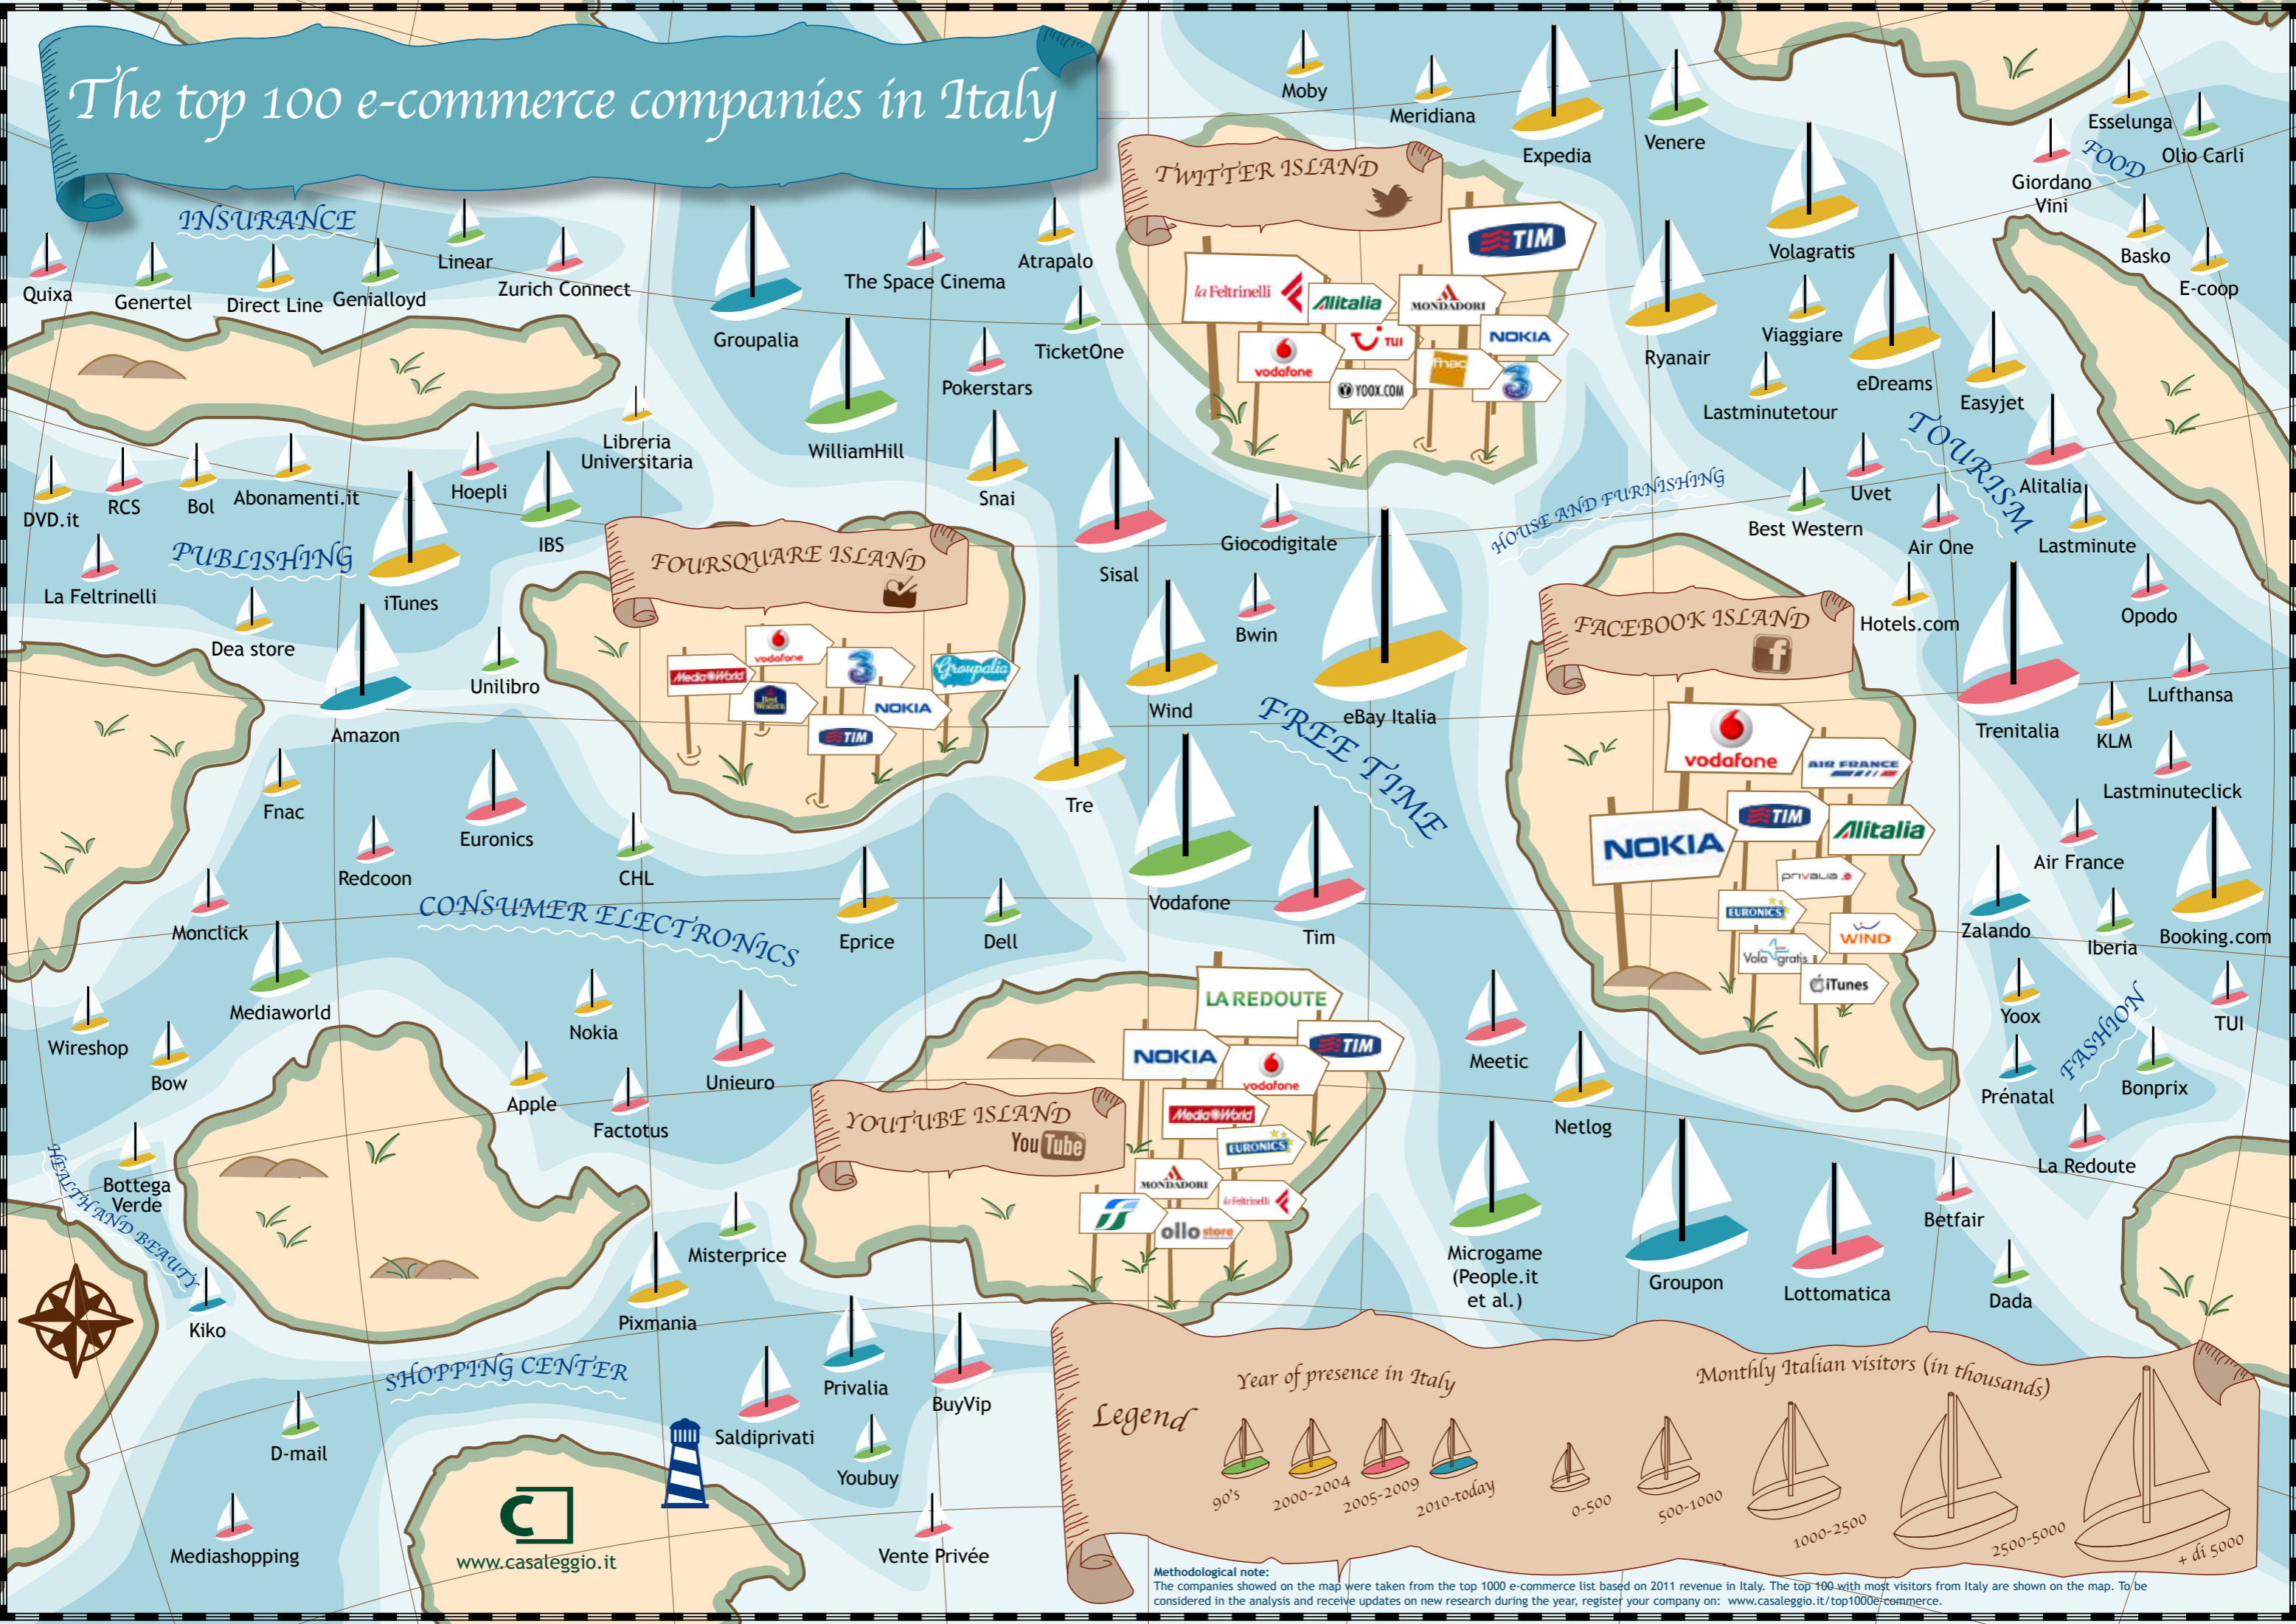 The top 100 e-commerce companies in Italy
INSURANCE
Quixa
Genertel
Direct Line
Genialloyd
Linear
Zurich Connect
Groupalia
The Space Cinema
Atrapalo
TicketOne
WilliamHill
Pokerstars
Snai
Moby
Meridiana
Expedia
Venere
TWITTER ISLAND
TIM
la Feltrinelli
Alitalia
MONDADORI
vodafone
TUI
NOKIA
YOOX.COM
fnac
3
Volagratis
Ryanair
Viaggiare
eDreams
Lastminutetour
Easyjet
Esselunga
Olio Carli
FOOD
Giordano
Vini
Basko
E-coop
TOURISM
Alitalia
Uvet
Best Western
Air One
Lastminute
Hotels.com
Opodo
Trenitalia
Lufthansa
KLM
Lastminuteclick
Air France
Booking.com
Iberia
TUI
Libreria
Universitaria
DVD.it
RCS
Bol
Abonamenti.it
Hoepli
IBS
PUBLISHING
La Feltrinelli
iTunes
Dea store
Amazon
Unilibro
FOURSQUARE ISLAND
MediaWorld
vodafone
3
Groupalia
Best
Western
NOKIA
TIM
Sisal
Giocodigitale
Bwin
Wind
eBay Italia
FREE TIME
Tre
Vodafone
Tim
HOUSE AND FURNISHING
FACEBOOK ISLAND
f
vodafone
AIR FRANCE
NOKIA
TIM
Alitalia
privalia
EURONICS
WIND
Volagratis
iTunes
Zalando
Yoox
FASHION
Prénatal
Bonprix
La Redoute
Fnac
Euronics
Redcoon
CHL
CONSUMER ELECTRONICS
Monclick
Mediaworld
Eprice
Dell
Wireshop
Bow
Nokia
Unieuro
Apple
Factotus
Misterprice
Pixmania
HEALTH AND BEAUTY
Bottega
Verde
Kiko
YOUTUBE ISLAND
You Tube
LA REDOUTE
NOKIA
TIM
vodafone
MediaWorld
EURONICS
MONDADORI
la Feltrinelli
ollo store
Meetic
Netlog
Microgame
(People.it
et al.)
Groupon
Lottomatica
Betfair
Dada
SHOPPING CENTER
D-mail
Mediashopping
Saldiprivati
Privalia
BuyVip
Youbuy
Vente Privée
C
www.casaleggio.it
Legend
Year of presence in Italy
90's
2000-2004
2005-2009
2010-today
Monthly Italian visitors (in thousands)
0-500
500-1000
1000-2500
2500-5000
+ di 5000
Methodological note:
The companies showed on the map were taken from the top 1000 e-commerce list based on 2011 revenue in Italy. The top 100 with most visitors from Italy are shown on the map. To be
considered in the analysis and receive updates on new research during the year, register your company on: www.casaleggio.it/top1000e-commerce.